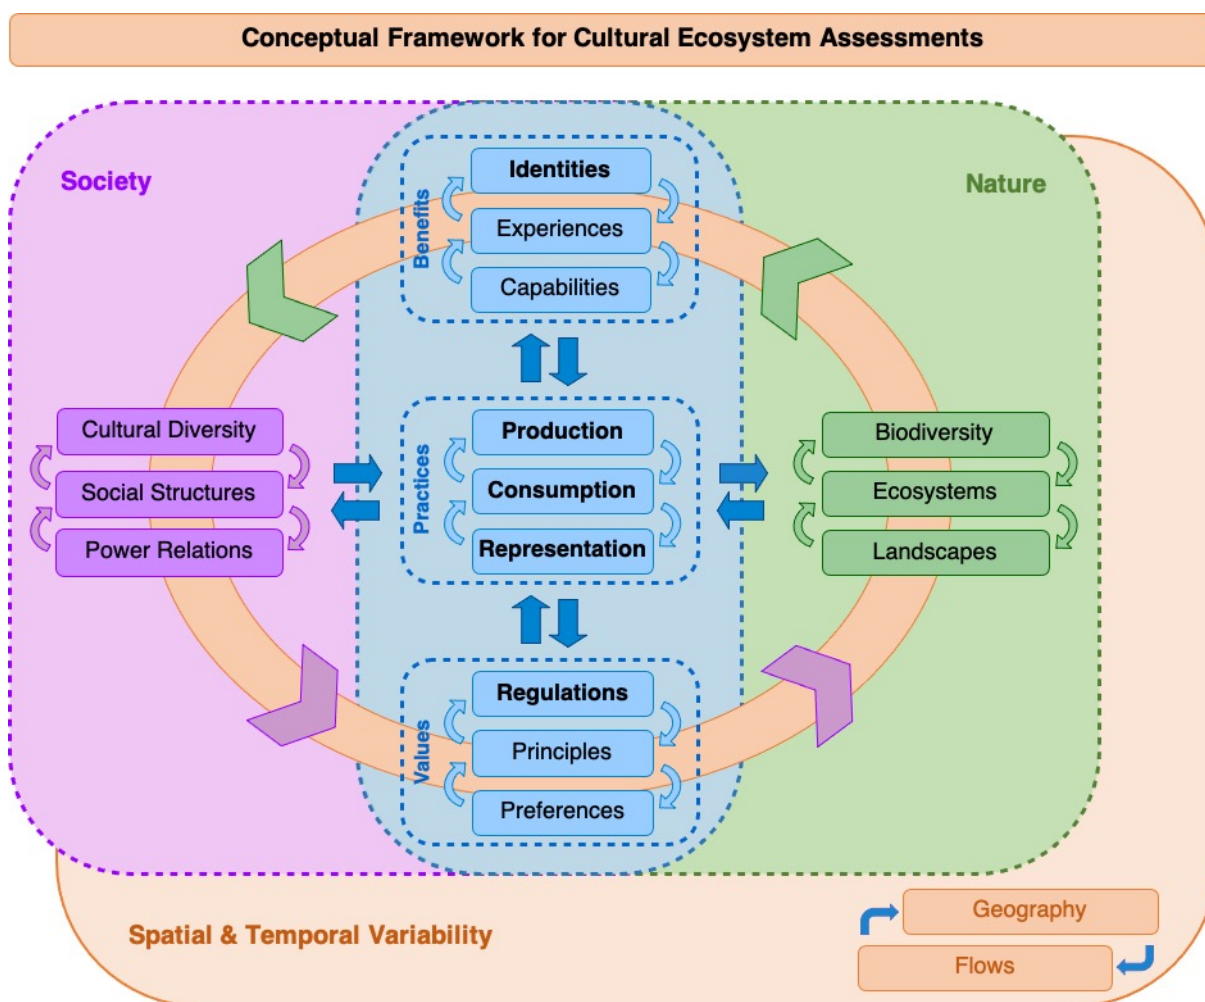 Conceptual Framework for Cultural Ecosystem Assessments
Society
Nature
Benefits
Identities
Experiences
Capabilities
Cultural Diversity
Social Structures
Power Relations
Practices
Production
Consumption
Representation
Biodiversity
Ecosystems
Landscapes
Values
Regulations
Principles
Preferences
Spatial & Temporal Variability
Geography
Flows